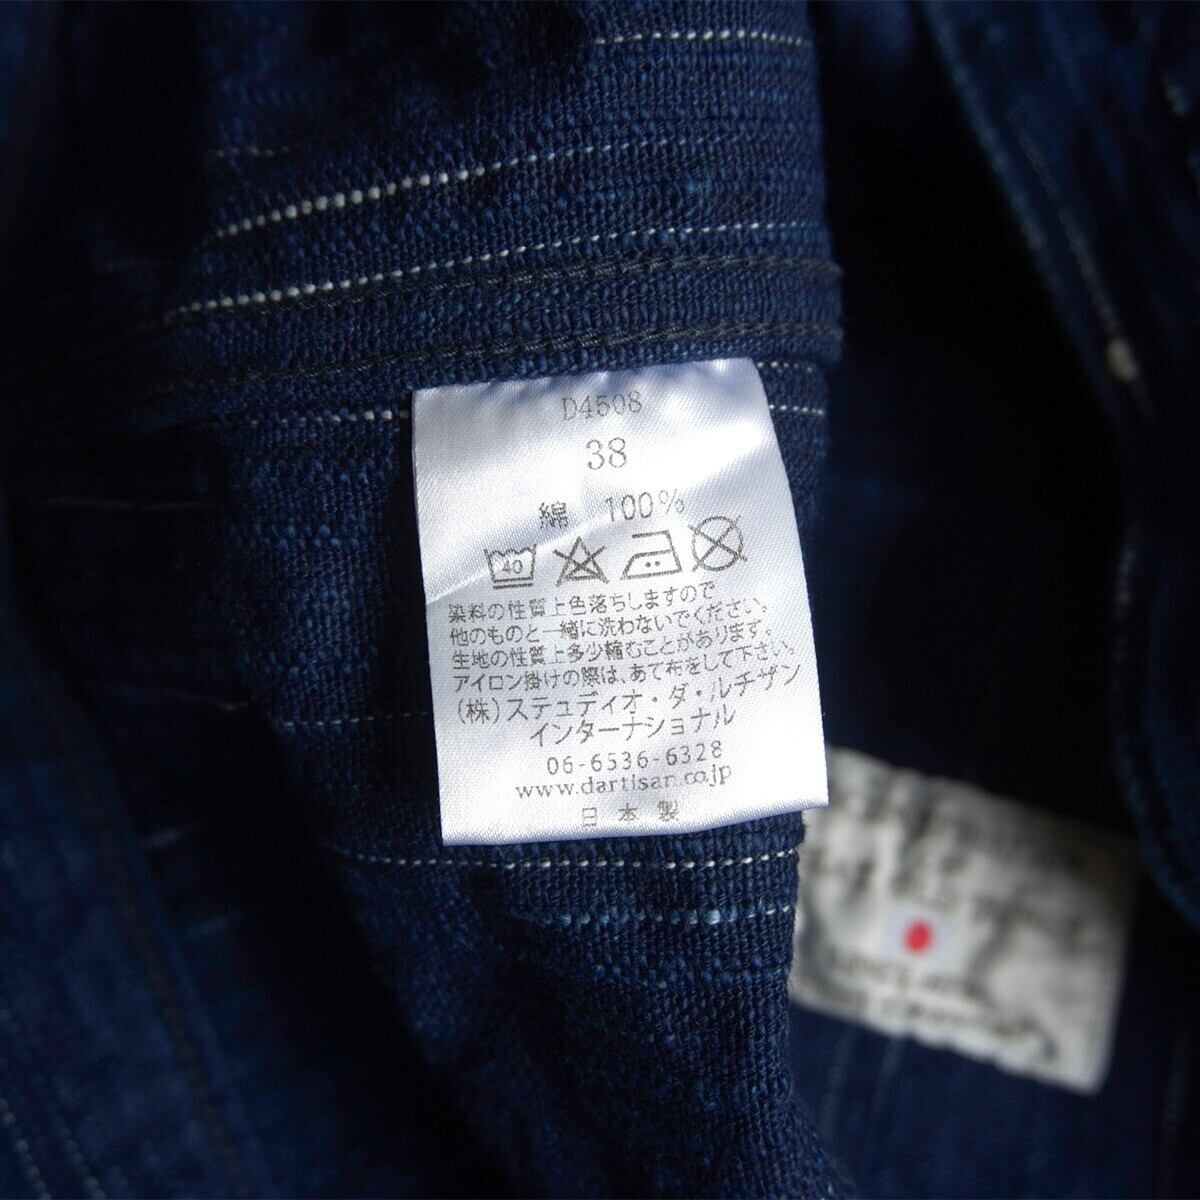 D4508
38
綿 100%
40
染料の性質上色落ちしますので
他のものと一緒に洗わないでください。
生地の性質上多少縮むことがあります。
アイロン掛けの際は、あて布をして下さい。
(株)ステュディオ・ダ・ルチザン
インターナショナル
06-6536-6328
www.dartisan.co.jp
日本製